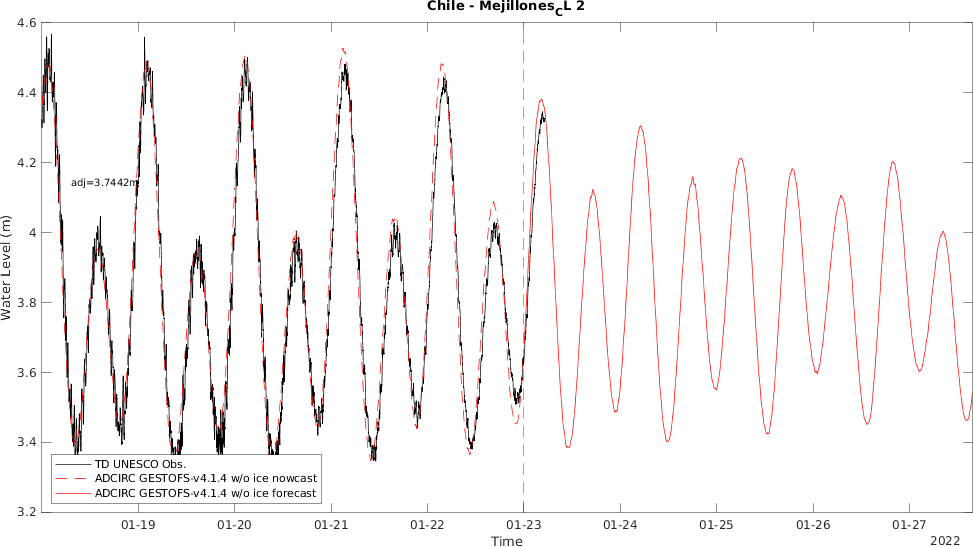 Chile - Mejillones_CL 2
4.6
4.4
4.2
4
3.8
3.6
3.4
3.2
Water Level (m)
adj=3.7442m
TD UNESCO Obs.
ADCIRC GESTOFS-v4.1.4 w/o ice nowcast
ADCIRC GESTOFS-v4.1.4 w/o ice forecast
01-19 01-20 01-21 01-22 01-23 01-24 01-25 01-26 01-27
Time
2022